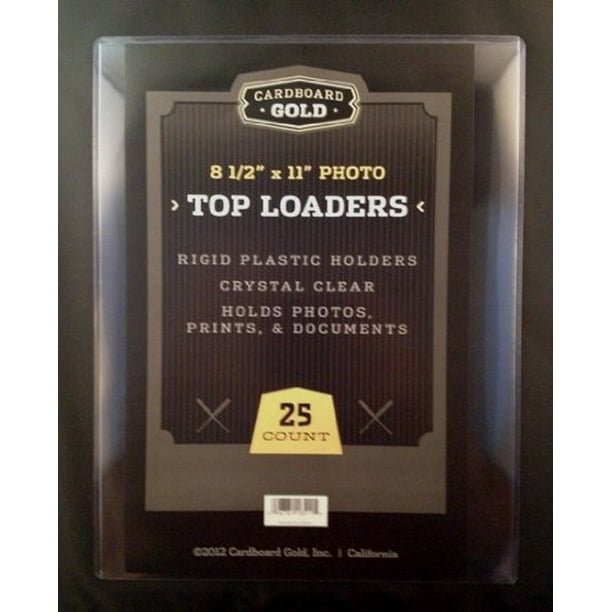 CARDBOARD
GOLD
8 1/2" x 11" PHOTO
› TOP LOADERS ‹
RIGID PLASTIC HOLDERS
CRYSTAL CLEAR
HOLDS PHOTOS,
PRINTS, & DOCUMENTS
25
COUNT
©2012 Cardboard Gold, Inc. | California